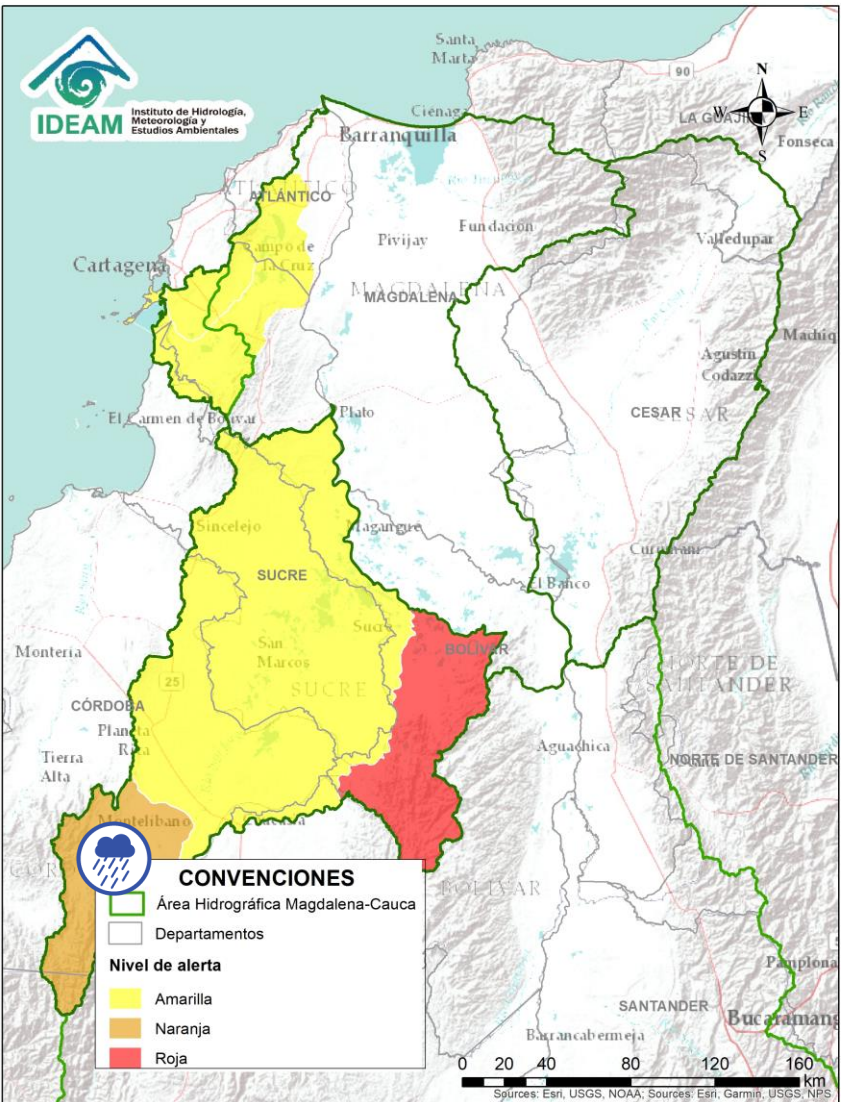 IDEAM
Instituto de Hidrología,
Meteorología y
Estudios Ambientales
Santa
Marta
90
N
W
E
S
Ciénaga
LA GUAJI
Barranquilla
Fonseca
ATLÁNTICO
Fundación
Pivijay
Valledupar
Campo de
la Cruz
Cartagena
MAGDALENA
MAGDALENA
Agustín
Codazzi
CESAR
CESAR
El Carmen de Bolívar
Plato
Sincelejo
Magangue
Curumaní
SUCRE
El Banco
Sucre
BOLÍVAR
Montería
San
Marcos
SUCRE
NORTE DE
SANTANDER
25
CÓRDOBA
Planeta
Rica
Aguachica
Tierra
Alta
NORTE DE SANTANDER
Montelíbano
CONVENCIONES
Área Hidrográfica Magdalena-Cauca
Departamentos
Nivel de alerta
Amarilla
Naranja
Roja
BOLÍVAR
Pamplona
SANTANDER
Bucaramang
Barrancabermeja
0 20 40 80 120 160
km
Sources: Esri, USGS, NOAA; Sources: Esri, Garmin, USGS, NPS